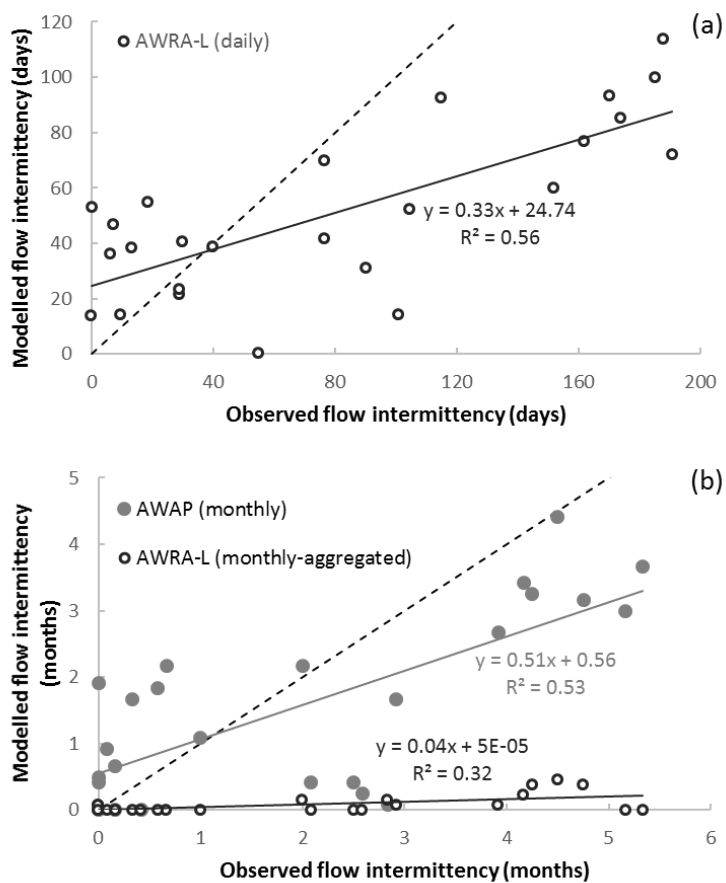 (a)
AWRA-L (daily)
120
100
80
60
40
20
0
Modelled flow intermittency (days)
y = 0.33x + 24.74
R² = 0.56
0 40 80 120 160 200
Observed flow intermittency (days)
(b)
AWAP (monthly)
AWRA-L (monthly-aggregated)
5
4
3
2
1
0
Modelled flow intermittency
(months)
y = 0.51x + 0.56
R² = 0.53
y = 0.04x + 5E-05
R² = 0.32
0 1 2 3 4 5 6
Observed flow intermittency (months)